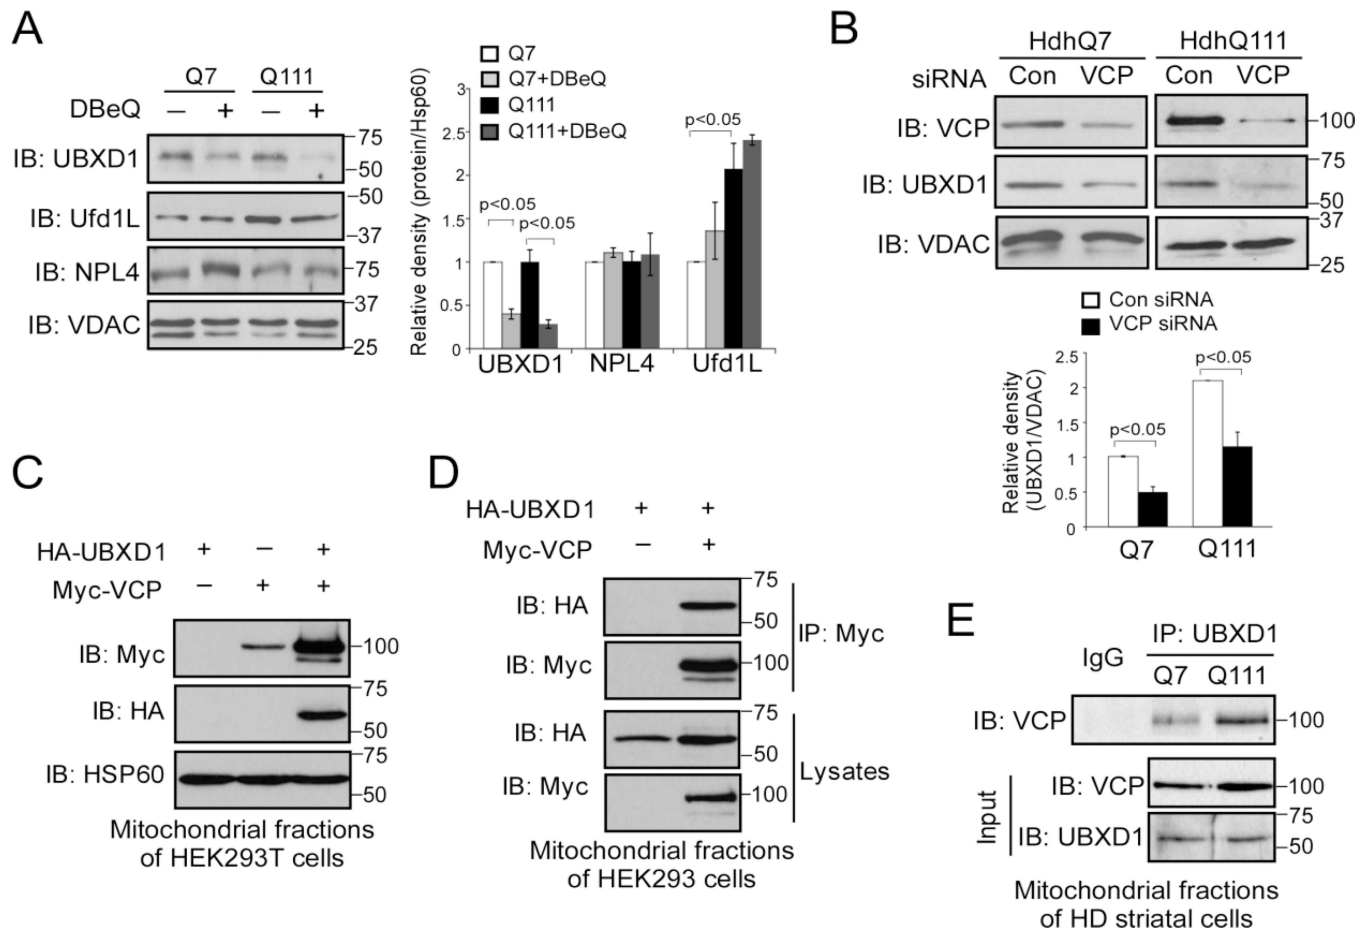 A
Q7 Q111
DBeQ – + – +
IB: UBXD1
75
50
IB: Ufd1L
50
37
IB: NPL4
75
IB: VDAC
37
25
Q7
Q7+DBeQ
Q111
Q111+DBeQ
Relative density (protein/Hsp60)
3
2.5
2
1.5
1
0.5
0
p<0.05
p<0.05
p<0.05
UBXD1 NPL4 Ufd1L
B
HdhQ7 HdhQ111
siRNA Con VCP Con VCP
IB: VCP
100
IB: UBXD1
75
50
IB: VDAC
37
25
Con siRNA
VCP siRNA
Relative density
(UBXD1/VDAC)
2.5
2
1.5
1
0.5
0
p<0.05
p<0.05
Q7 Q111
C
HA-UBXD1 + – +
Myc-VCP – + +
IB: Myc
100
IB: HA
75
50
IB: HSP60
75
50
Mitochondrial fractions
of HEK293T cells
D
HA-UBXD1 + +
Myc-VCP – +
IB: HA
75
50
IB: Myc
100
IP: Myc
IB: HA
75
50
IB: Myc
100
Lysates
Mitochondrial fractions
of HEK293 cells
E
IP: UBXD1
IgG
Q7 Q111
IB: VCP
100
Input
IB: VCP
100
IB: UBXD1
75
50
Mitochondrial fractions
of HD striatal cells